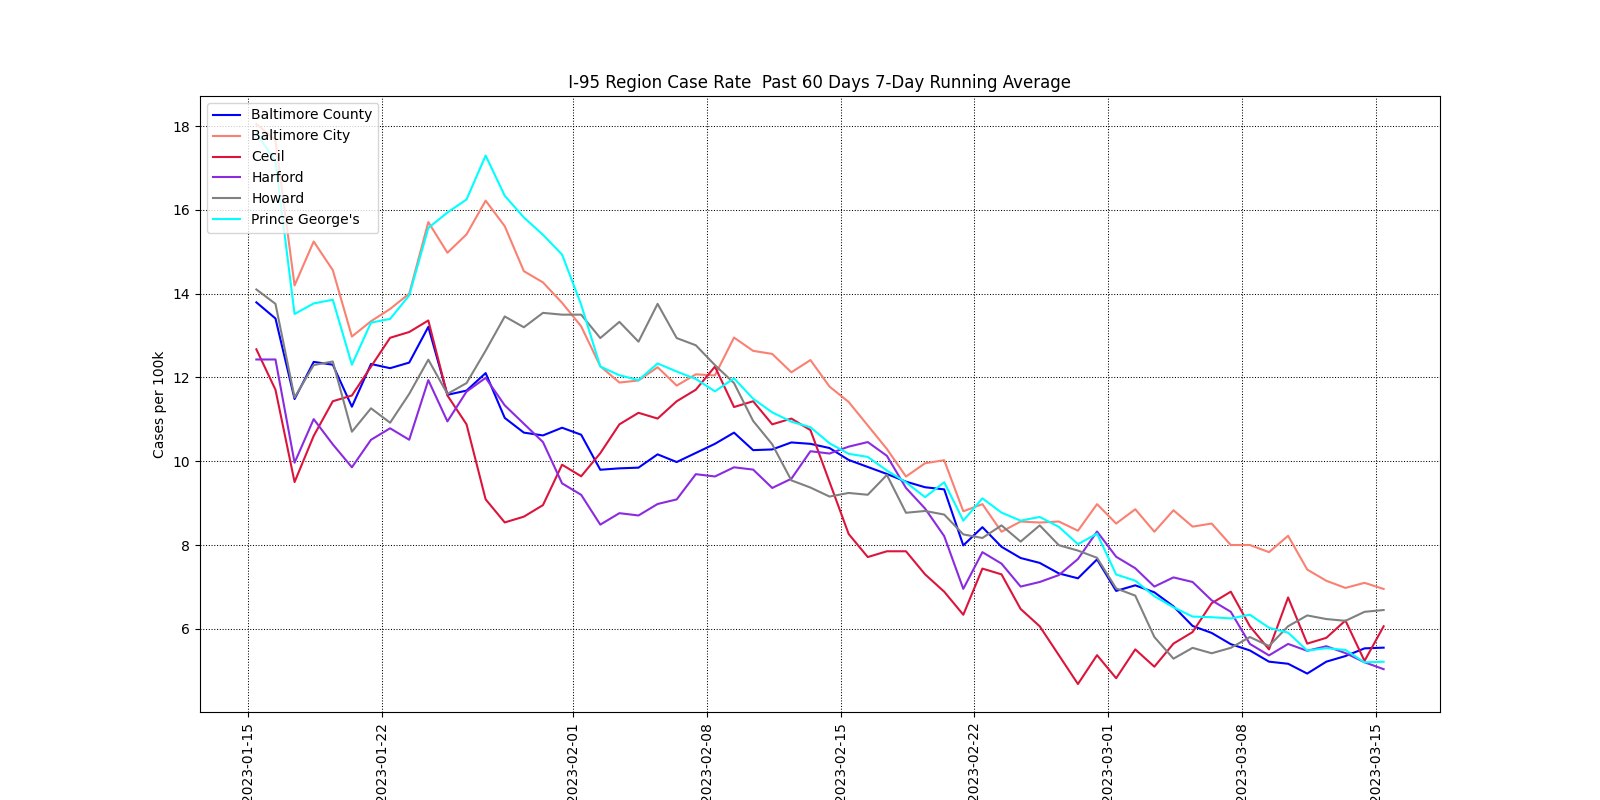 I-95 Region Case Rate  Past 60 Days 7-Day Running Average
Baltimore County
Baltimore City
Cecil
Harford
Howard
Prince George's
Cases per 100k
18
16
14
12
10
8
6
2023-01-15
2023-01-22
2023-02-01
2023-02-08
2023-02-15
2023-02-22
2023-03-01
2023-03-08
2023-03-15